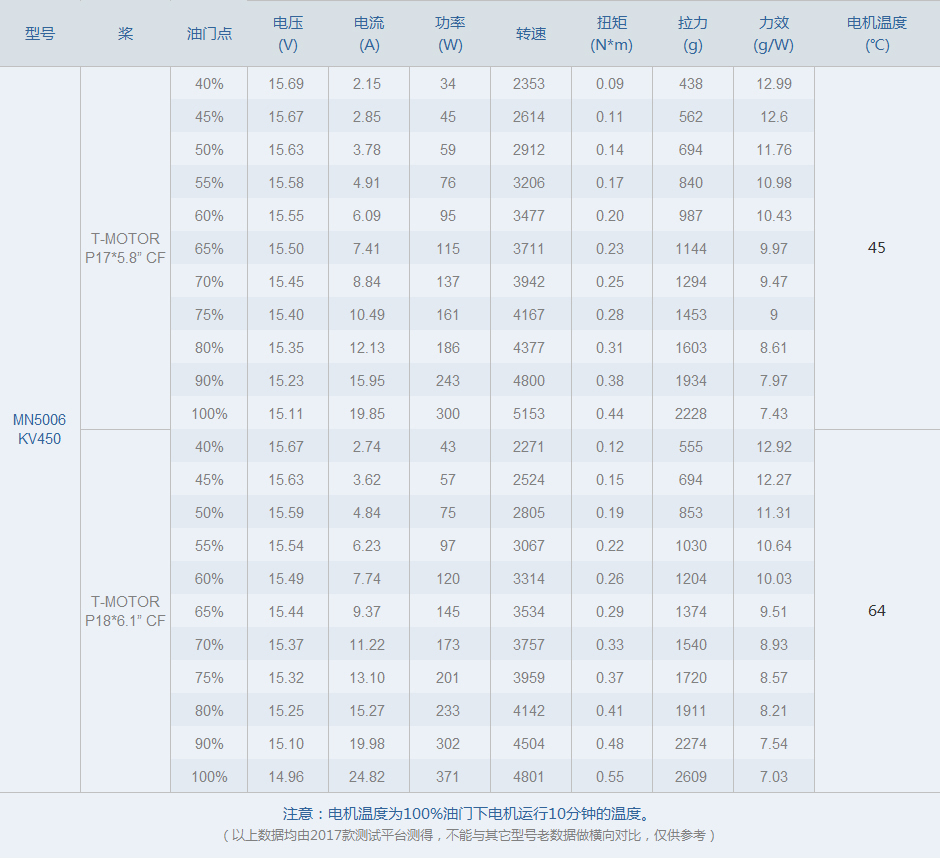 型号 桨 油门点 电压 (V) 电流 (A) 功率 (W) 转速 扭矩 (N*m) 拉力 (g) 力效 (g/W) 电机温度 (℃)
40% 15.69 2.15 34 2353 0.09 438 12.99
45% 15.67 2.85 45 2614 0.11 562 12.6
50% 15.63 3.78 59 2912 0.14 694 11.76
55% 15.58 4.91 76 3206 0.17 840 10.98
60% 15.55 6.09 95 3477 0.20 987 10.43
T-MOTOR
P17*5.8” CF
65% 15.50 7.41 115 3711 0.23 1144 9.97 45
70% 15.45 8.84 137 3942 0.25 1294 9.47
75% 15.40 10.49 161 4167 0.28 1453 9
80% 15.35 12.13 186 4377 0.31 1603 8.61
90% 15.23 15.95 243 4800 0.38 1934 7.97
100% 15.11 19.85 300 5153 0.44 2228 7.43
MN5006
KV450
40% 15.67 2.74 43 2271 0.12 555 12.92
45% 15.63 3.62 57 2524 0.15 694 12.27
50% 15.59 4.84 75 2805 0.19 853 11.31
55% 15.54 6.23 97 3067 0.22 1030 10.64
60% 15.49 7.74 120 3314 0.26 1204 10.03
T-MOTOR
P18*6.1” CF
65% 15.44 9.37 145 3534 0.29 1374 9.51 64
70% 15.37 11.22 173 3757 0.33 1540 8.93
75% 15.32 13.10 201 3959 0.37 1720 8.57
80% 15.25 15.27 233 4142 0.41 1911 8.21
90% 15.10 19.98 302 4504 0.48 2274 7.54
100% 14.96 24.82 371 4801 0.55 2609 7.03
注意：电机温度为100%油门下电机运行10分钟的温度。
（以上数据均由2017款测试平台测得，不能与其它型号老数据做横向对比，仅供参考）